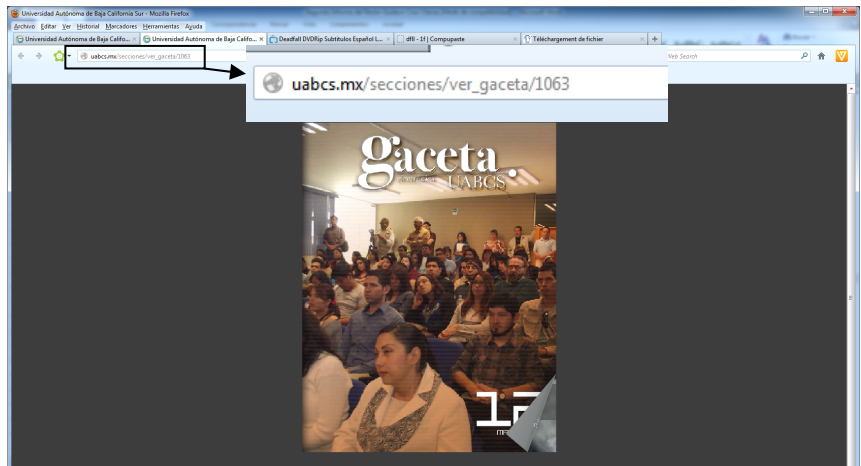 Universidad Autónoma de Baja California Sur - Mozilla Firefox
Archivo Editar Ver Historial Marcadores Herramientas Ayuda
Universidad Autónoma de Baja Califo... × Universidad Autónoma de Baja Califo... × Deadfall DVDRip Subtitulos Español L... × dffi - 1f | Compupaste × Téléchargement de fichier × +
uabcs.mx/secciones/ver_gaceta/1063
Web Search
uabcs.mx/secciones/ver_gaceta/1063
gaceta.
UABCS